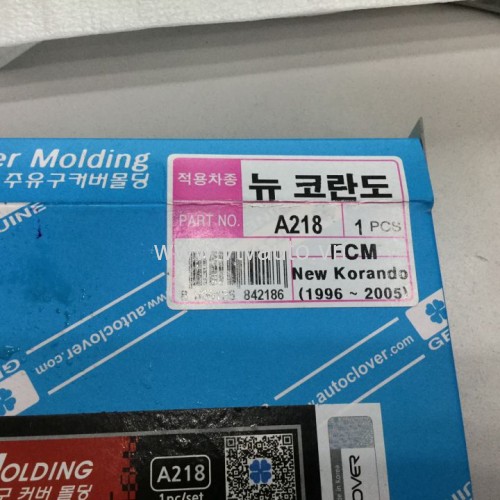 er Molding
주유구커버몰딩
적용차종 뉴 코란도
PART.NO. A218 1 PCS
FCM
New Korando
842186 (1996 ~ 2005)
www.autoclover.com
www.autoclover.com
MOLDING
구 커버 몰딩
A218
1pc/set
LOVER